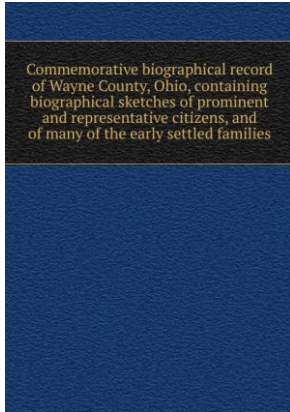 Commemorative biographical record
of Wayne County, Ohio, containing
biographical sketches of prominent
and representative citizens, and
of many of the early settled families